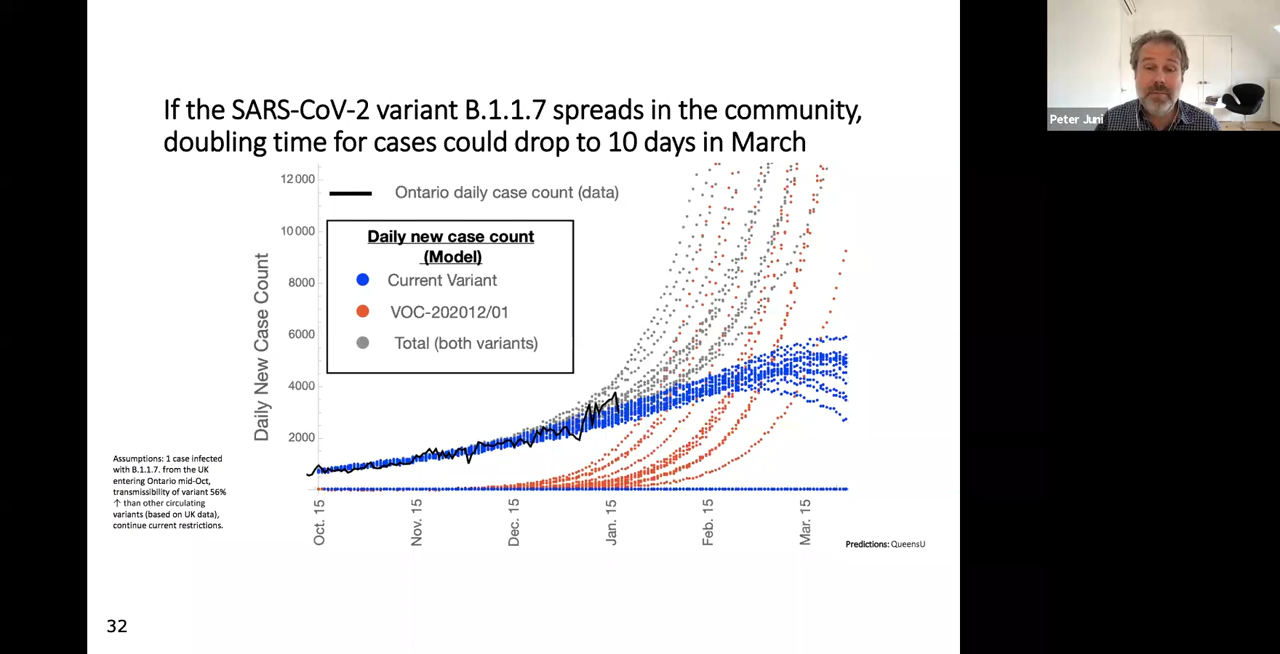 If the SARS-CoV-2 variant B.1.1.7 spreads in the community,
doubling time for cases could drop to 10 days in March
Peter Juni
12 000
10 000
8000
6000
4000
2000
Daily New Case Count
Ontario daily case count (data)
Daily new case count
(Model)
Current Variant
VOC-202012/01
Total (both variants)
Oct. 15
Nov. 15
Dec. 15
Jan. 15
Feb. 15
Mar. 15
Assumptions: 1 case infected
with B.1.1.7. from the UK
entering Ontario mid-Oct,
transmissibility of variant 56%
↑ than other circulating
variants (based on UK data),
continue current restrictions.
Predictions: QueensU
32